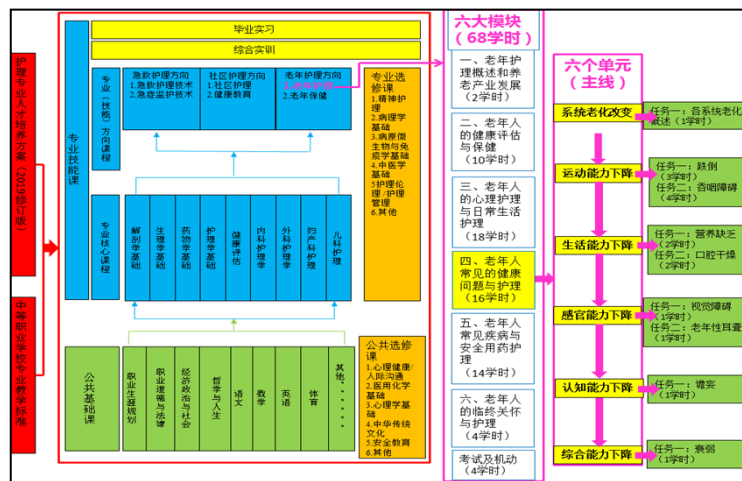 护理专业人才培养方案（2019修订版）
中等职业学校专业教学标准
毕业实习
综合实训
专业技能课
专业（技能）方向课程
急救护理方向
1.急救护理技术
2.急症监护技术
社区护理方向
1.社区护理
2.健康教育
老年护理方向
2.老年保健
专业核心课程
解剖学基础
生理学基础
药物学基础
护理学基础
健康评估
内科护理学
外科护理学
妇产科护理
儿科护理
专业选修课
1.精神护理
2.病理学基础
3.病原微生物与免疫学基础
4.中医学基础
5护理伦理/护理管理
6.其他
公共基础课
职业生涯规划
职业道德与法律
经济政治与社会
哲学与人生
语文
数学
英语
体育
其他......
公共选修课
1.心理健康/人际沟通
2.医用化学基础
3.心理学基础
4.中华传统文化
5.安全教育
6.其他
六大模块
（68学时）
一、老年护理概述和养老产业发展
（2学时）
二、老年人的健康评估与保健
（10学时）
三、老年人的心理护理与日常生活护理
（18学时）
四、老年人常见的健康问题与护理
（16学时）
五、老年人常见疾病与安全用药护理
（14学时）
六、老年人的临终关怀与护理
（4学时）
考试及机动
（4学时）
六个单元
（主线）
系统老化改变
运动能力下降
生活能力下降
感官能力下降
认知能力下降
综合能力下降
任务一：各系统老化概述（1学时）
任务一：跌倒
（3学时）
任务二：吞咽障碍
（4学时）
任务一：营养缺乏
（2学时）
任务二：口腔干燥
（2学时）
任务一：视觉障碍
（1学时）
任务二：老年性耳聋
（1学时）
任务一：谵妄
（1学时）
任务一：衰弱
（1学时）